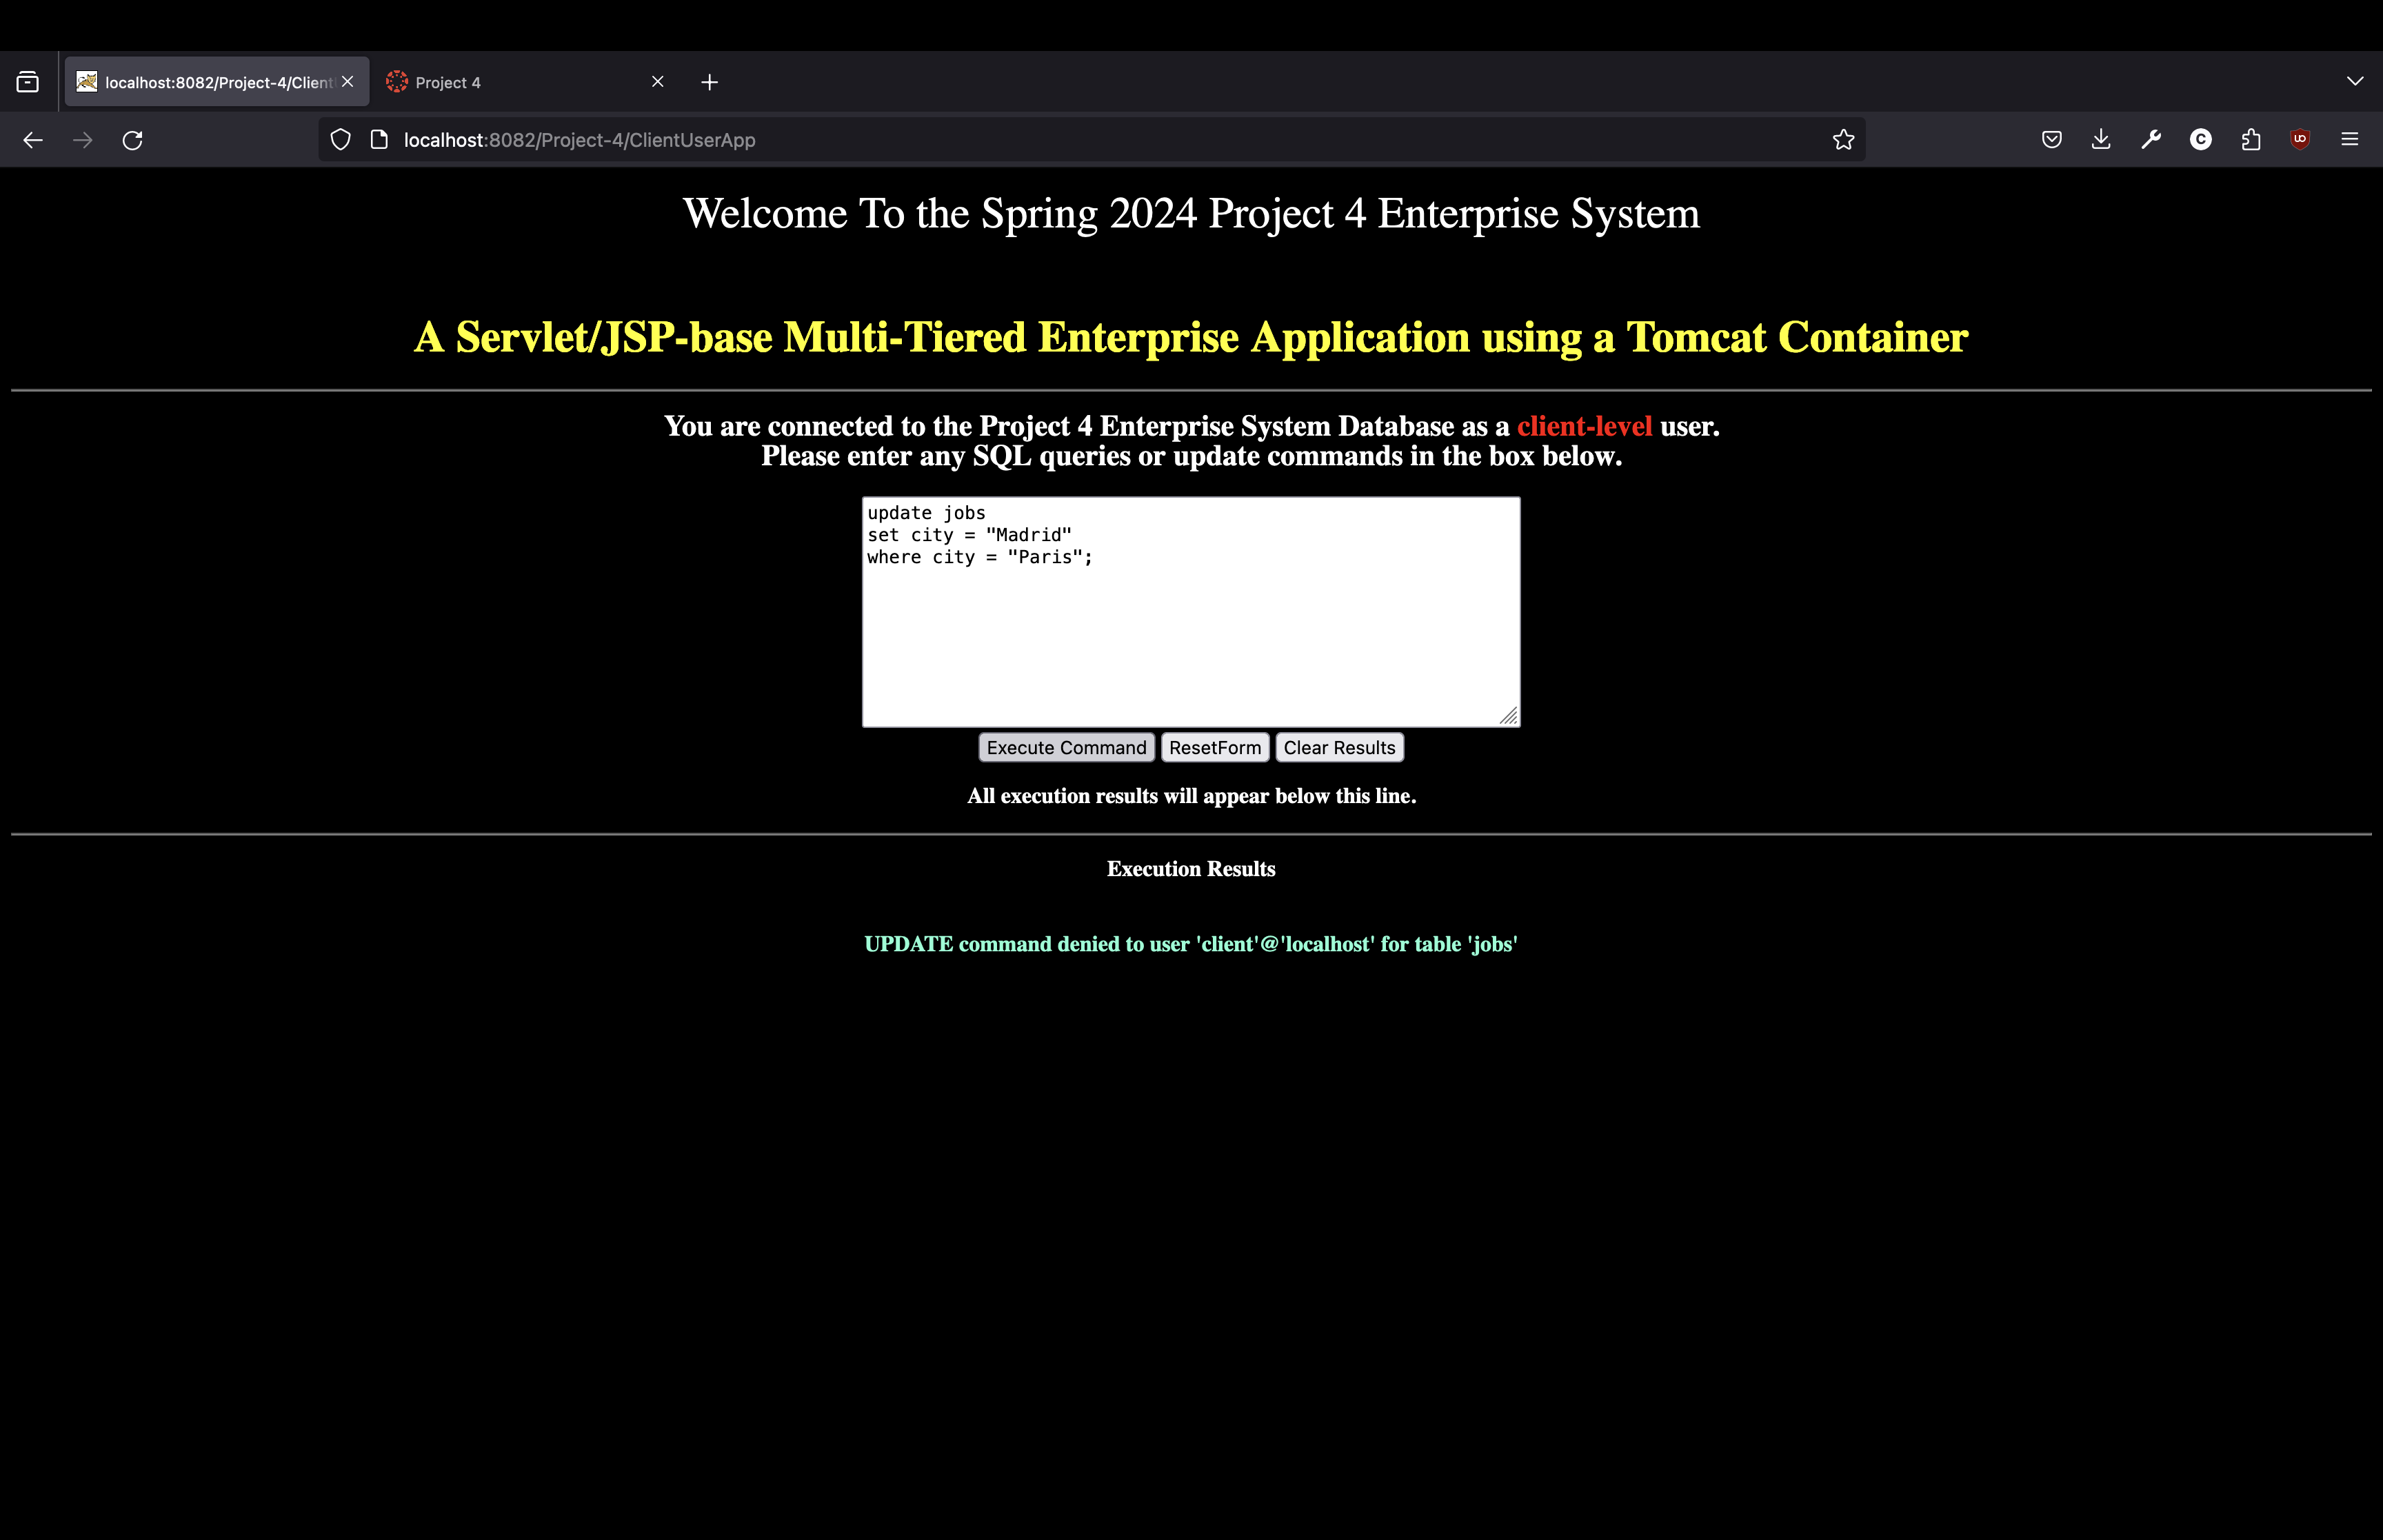 localhost:8082/Project-4/Client
Project 4
localhost:8082/Project-4/ClientUserApp
Welcome To the Spring 2024 Project 4 Enterprise System
A Servlet/JSP-base Multi-Tiered Enterprise Application using a Tomcat Container
You are connected to the Project 4 Enterprise System Database as a client-level user.
Please enter any SQL queries or update commands in the box below.
update jobs
set city = "Madrid"
where city = "Paris";
Execute Command ResetForm Clear Results
All execution results will appear below this line.
Execution Results
UPDATE command denied to user 'client'@'localhost' for table 'jobs'